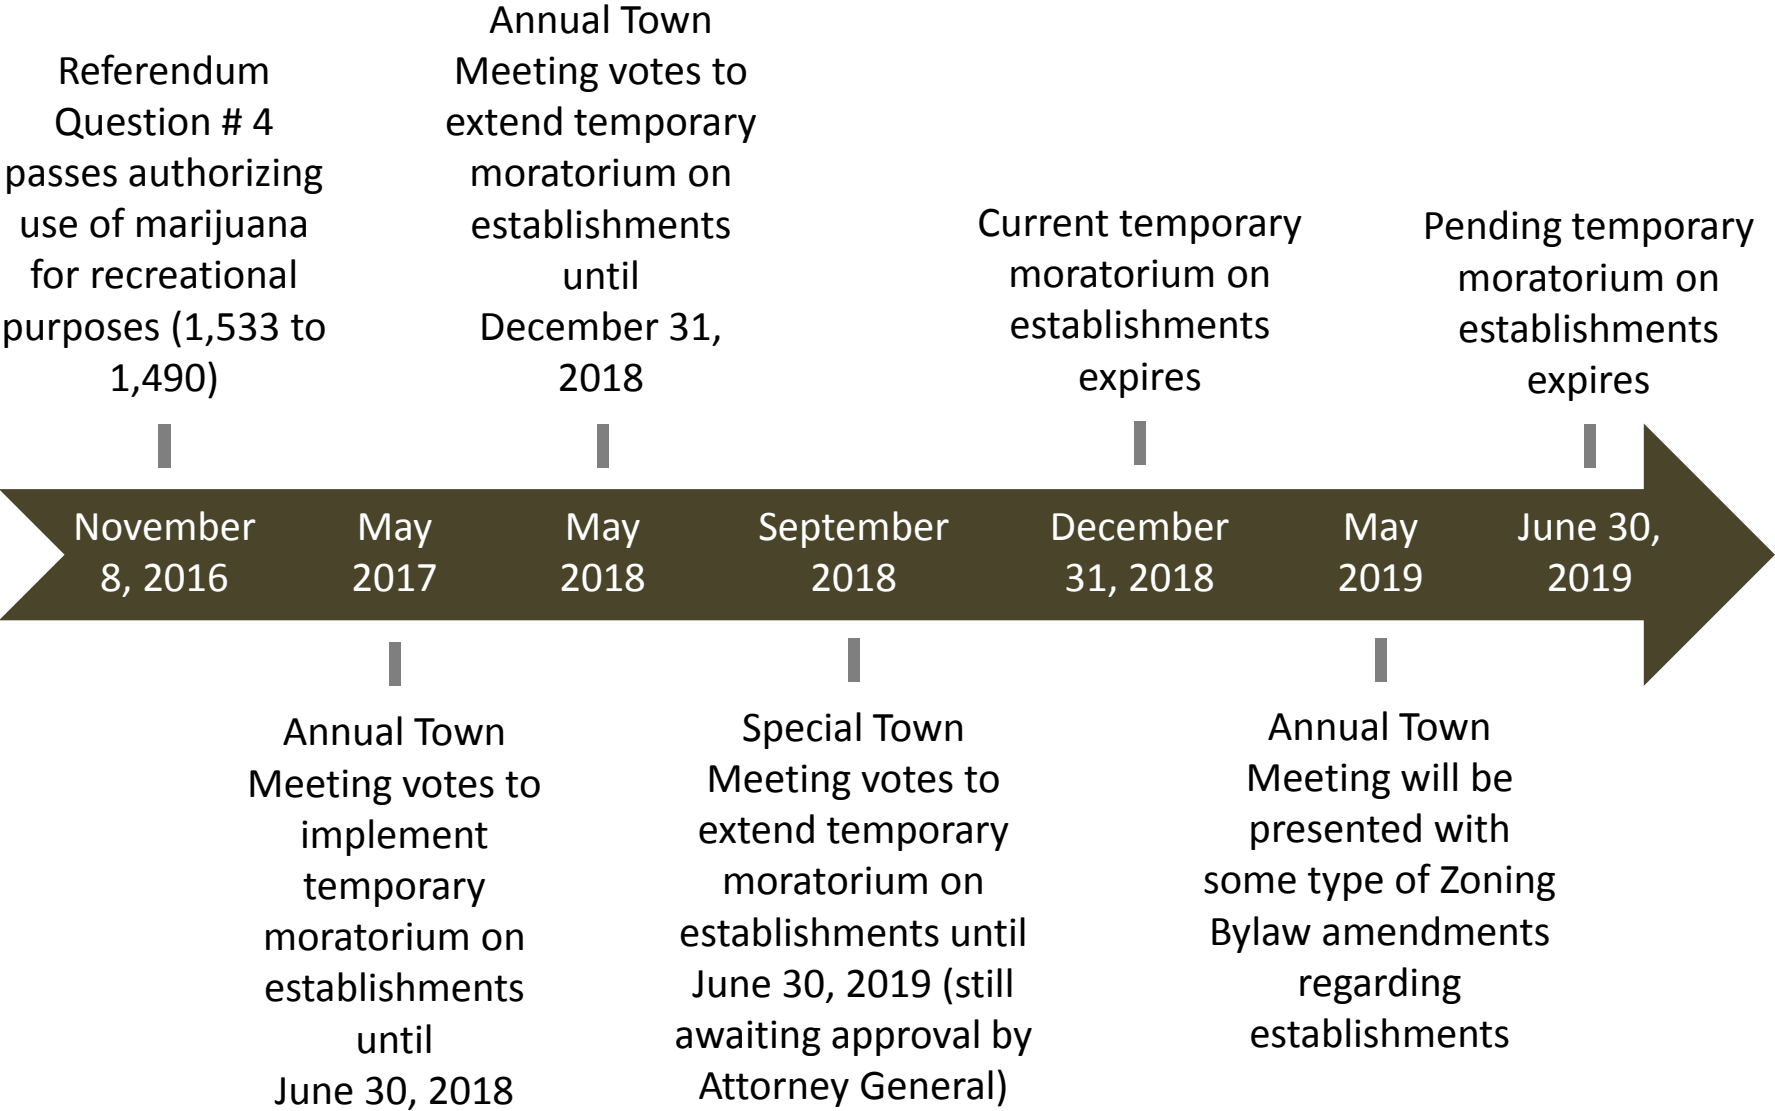 Referendum
Question # 4
passes authorizing
use of marijuana
for recreational
purposes (1,533 to
1,490)
Annual Town
Meeting votes to
extend temporary
moratorium on
establishments
until
December 31,
2018
Current temporary
moratorium on
establishments
expires
Pending temporary
moratorium on
establishments
expires
November
8, 2016
May
2017
May
2018
September
2018
December
31, 2018
May
2019
June 30,
2019
Annual Town
Meeting votes to
implement
temporary
moratorium on
establishments
until
June 30, 2018
Special Town
Meeting votes to
extend temporary
moratorium on
establishments until
June 30, 2019 (still
awaiting approval by
Attorney General)
Annual Town
Meeting will be
presented with
some type of Zoning
Bylaw amendments
regarding
establishments